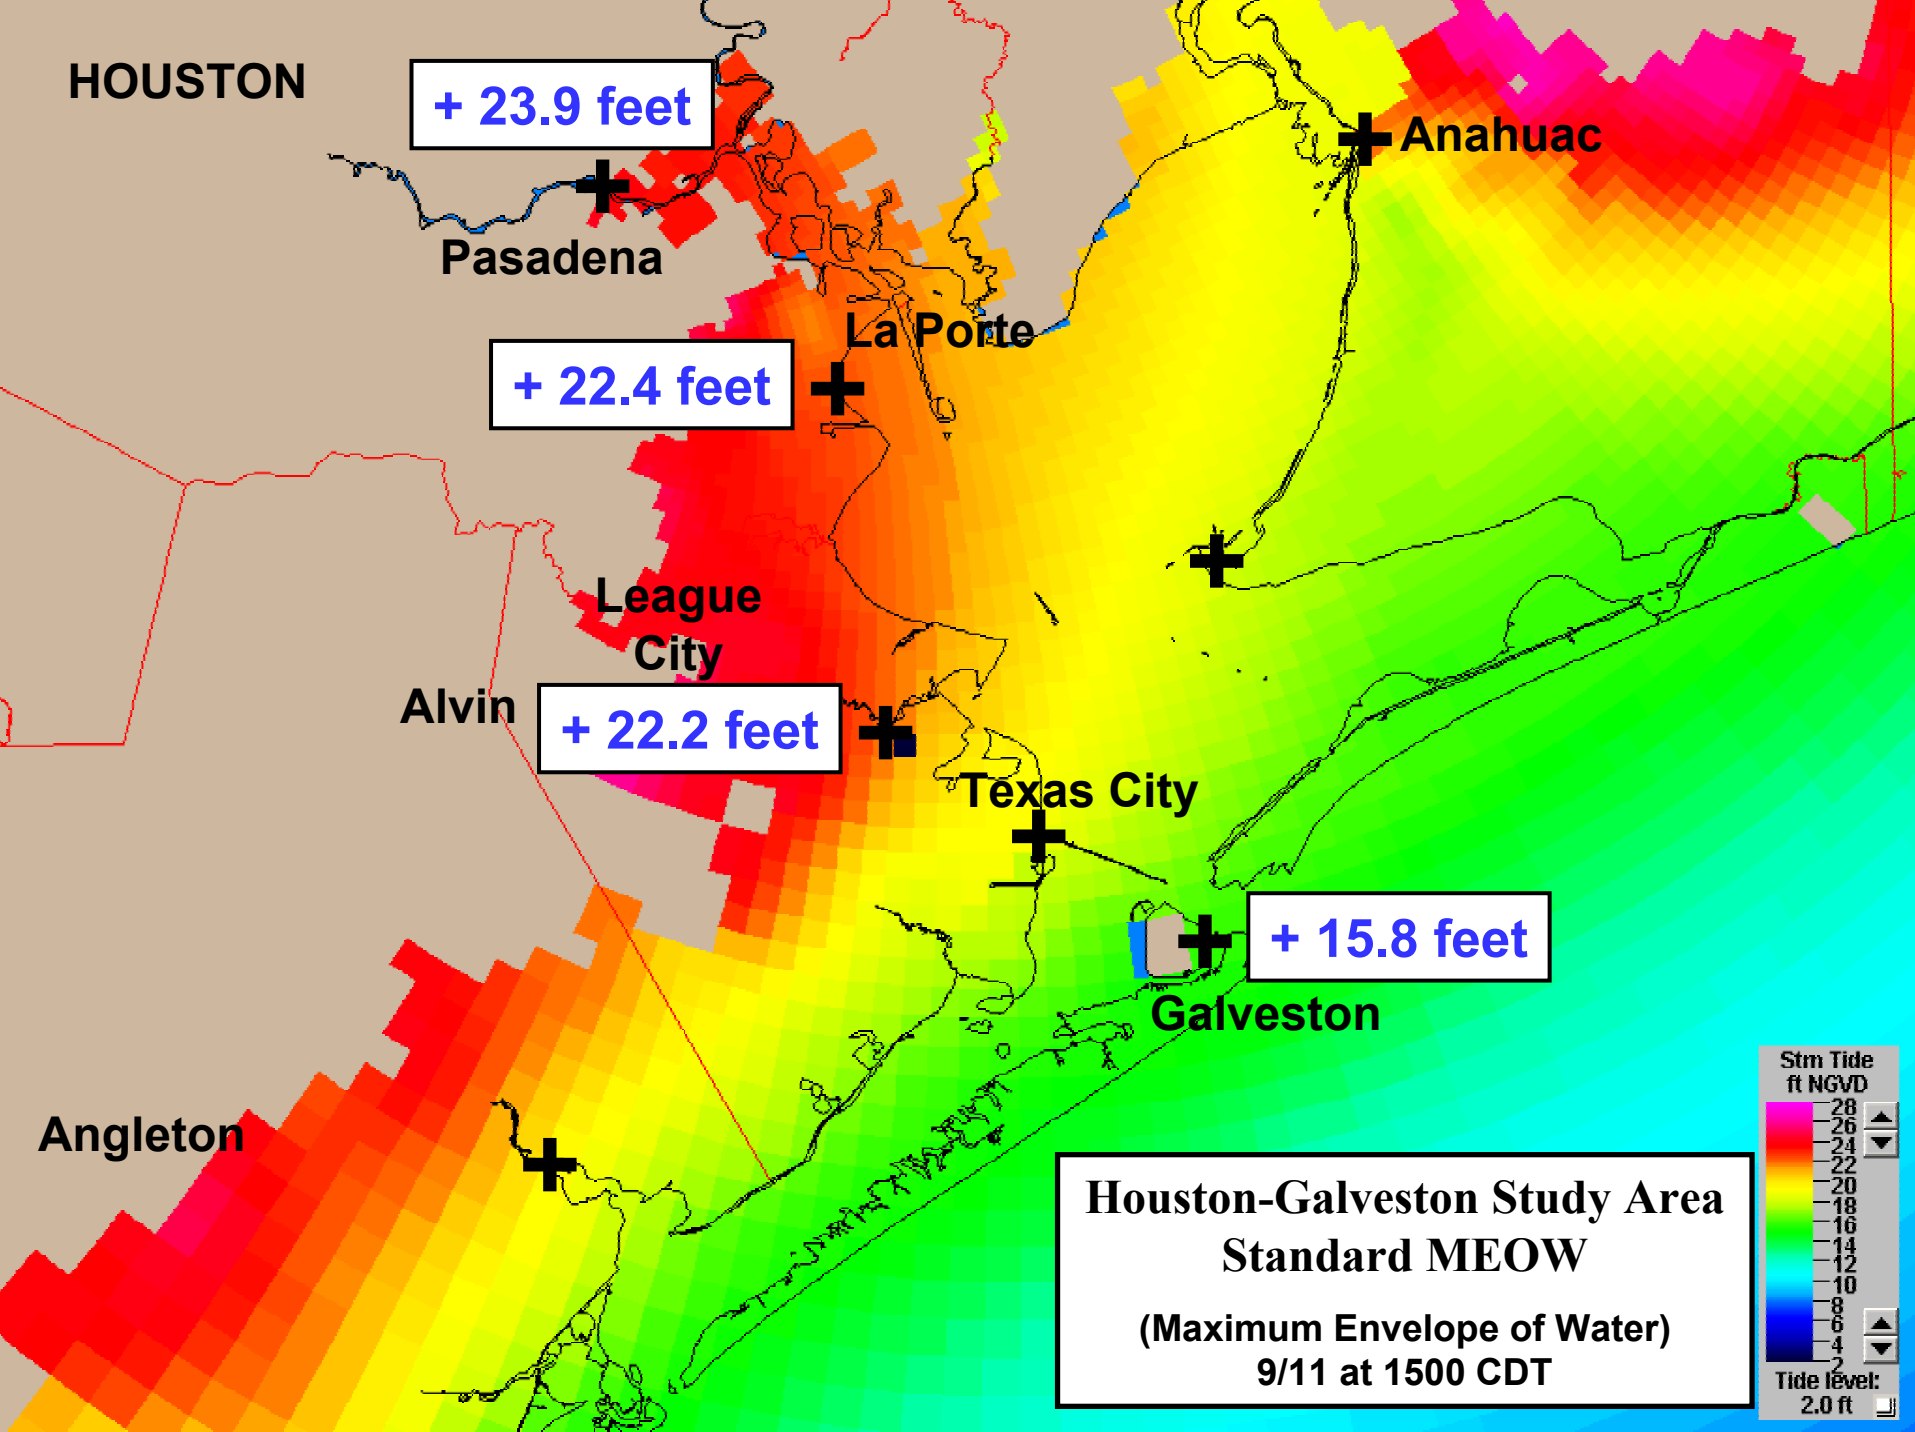 HOUSTON
+ 23.9 feet
Anahuac
Pasadena
La Porte
+ 22.4 feet
League
City
Alvin
+ 22.2 feet
Texas City
+ 15.8 feet
Galveston
Angleton
Houston-Galveston Study Area
Standard MEOW
(Maximum Envelope of Water)
9/11 at 1500 CDT
Stm Tide
ft NGVD
28
26
24
22
20
18
16
14
12
10
8
6
4
2
Tide level:
2.0 ft